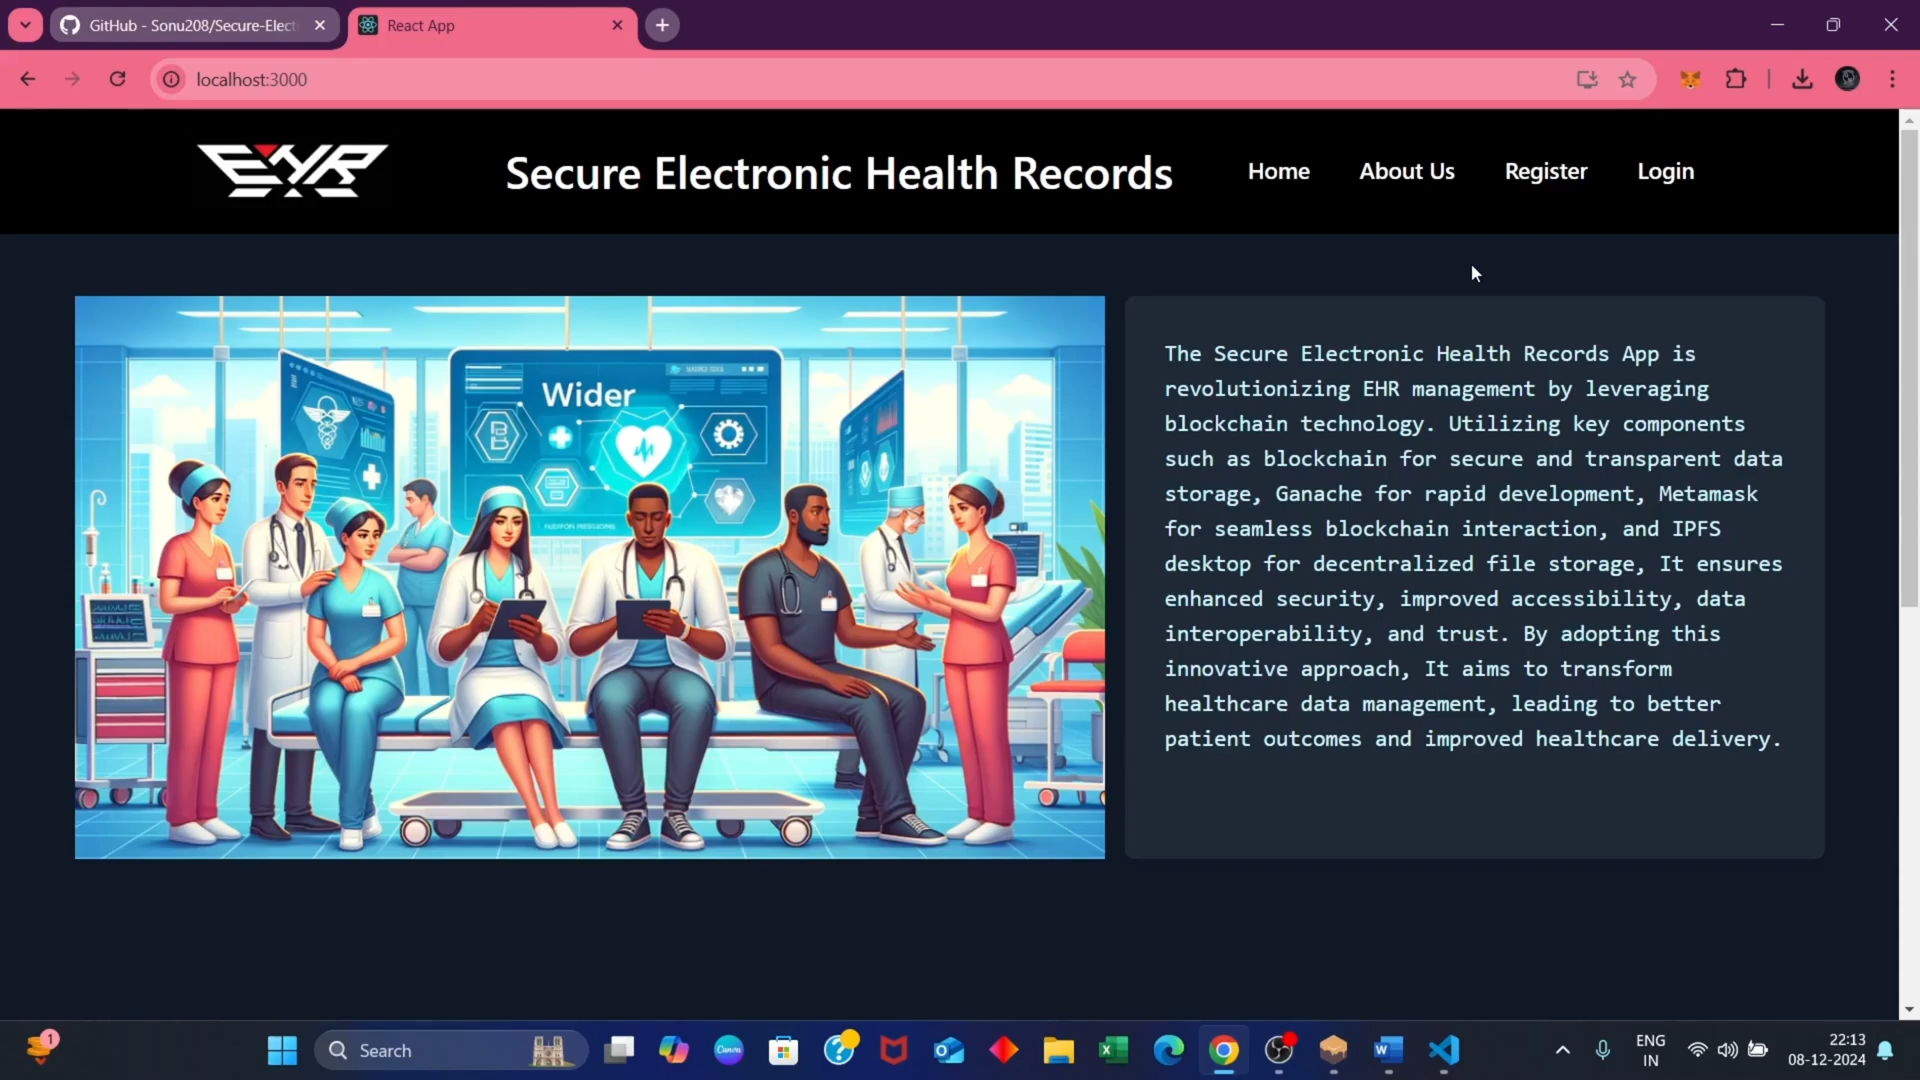 GitHub - Sonu208/Secure-Elect
React App
localhost:3000
EHR
Secure Electronic Health Records
Home
About Us
Register
Login
Wider
The Secure Electronic Health Records App is
revolutionizing EHR management by leveraging
blockchain technology. Utilizing key components
such as blockchain for secure and transparent data
storage, Ganache for rapid development, Metamask
for seamless blockchain interaction, and IPFS
desktop for decentralized file storage, It ensures
enhanced security, improved accessibility, data
interoperability, and trust. By adopting this
innovative approach, It aims to transform
healthcare data management, leading to better
patient outcomes and improved healthcare delivery.
1
Search
Canva
ENG
IN
22:13
08-12-2024